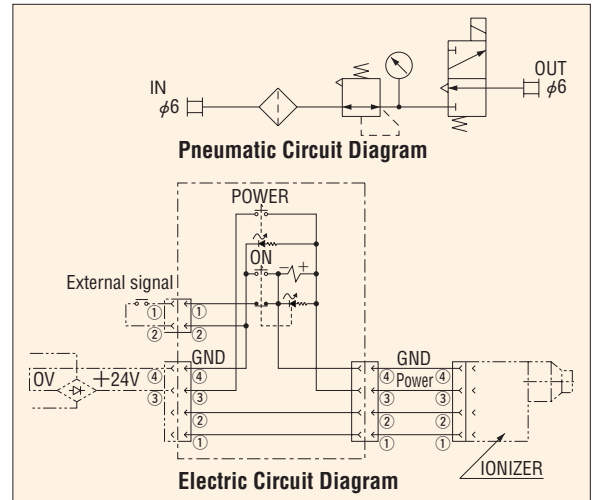 IN
φ6
OUT
φ6
Pneumatic Circuit Diagram
POWER
ON
− +
External signal
① ①
② ②
GND GND
0V +24V ④ ④ ④ ④
Power
③ ③ ③ ③
② ② ②
① ① ①
IONIZER
Electric Circuit Diagram